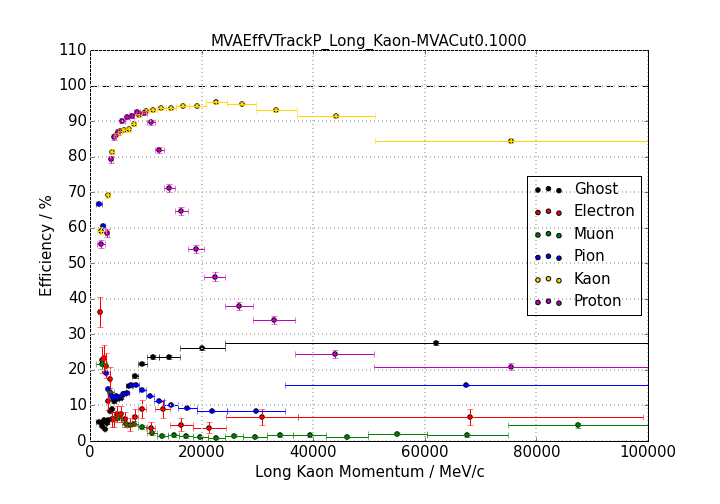 MVAEffVTrackP_Long_Kaon-MVACut0.1000
110
100
90
80
70
60
50
40
30
20
10
0
Efficiency / %
Ghost
Electron
Muon
Pion
Kaon
Proton
0 20000 40000 60000 80000 100000
Long Kaon Momentum / MeV/c